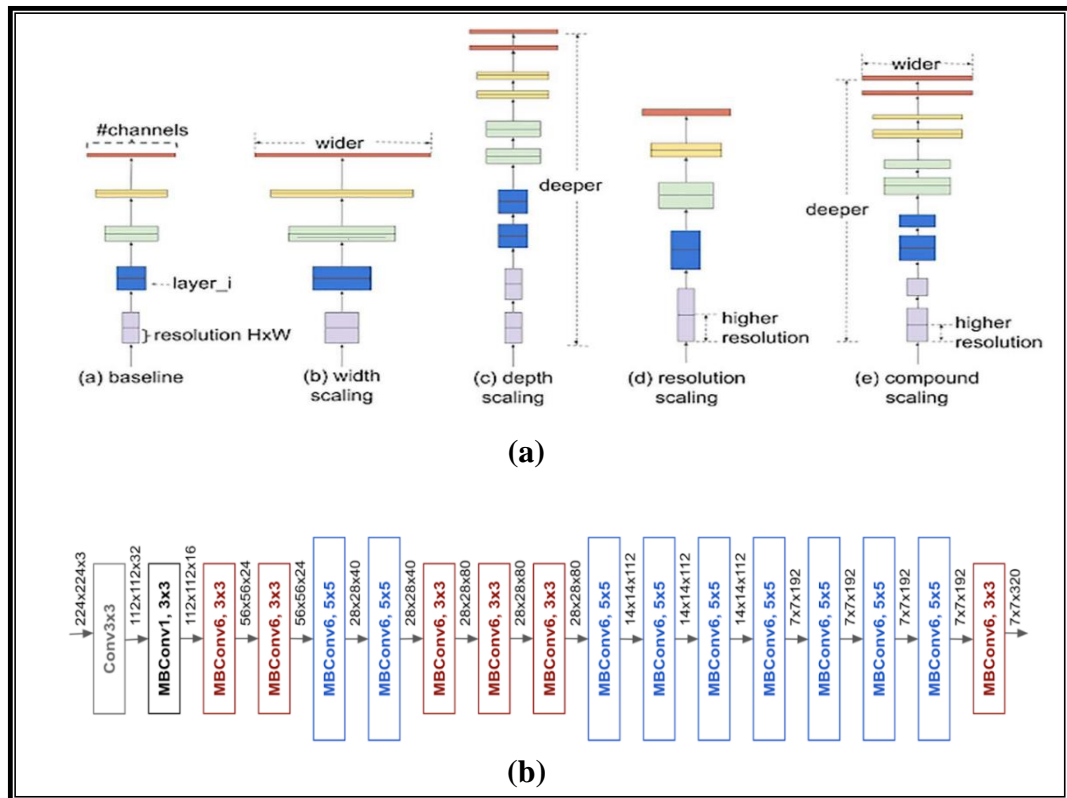 wider
#channels
wider
deeper
deeper
layer_i
resolution HxW
higher
resolution
higher
resolution
(a) baseline
(b) width
scaling
(c) depth
scaling
(d) resolution
scaling
(e) compound
scaling
(a)
224x224x3
Conv3x3
112x112x32
MBConv1, 3x3
112x112x16
MBConv6, 3x3
56x56x24
MBConv6, 3x3
56x56x24
MBConv6, 5x5
28x28x40
MBConv6, 5x5
28x28x40
MBConv6, 3x3
28x28x80
MBConv6, 3x3
28x28x80
MBConv6, 3x3
28x28x80
MBConv6, 5x5
14x14x112
MBConv6, 5x5
14x14x112
MBConv6, 5x5
14x14x112
MBConv6, 5x5
7x7x192
MBConv6, 5x5
7x7x192
MBConv6, 5x5
7x7x192
MBConv6, 5x5
7x7x192
MBConv6, 3x3
7x7x320
(b)